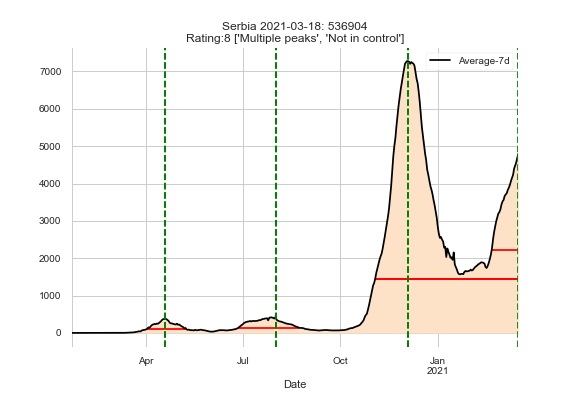 Serbia 2021-03-18: 536904
Rating:8 ['Multiple peaks', 'Not in control']
Average-7d
7000
6000
5000
4000
3000
2000
1000
0
Apr
Jul
Oct
Jan
2021
Date